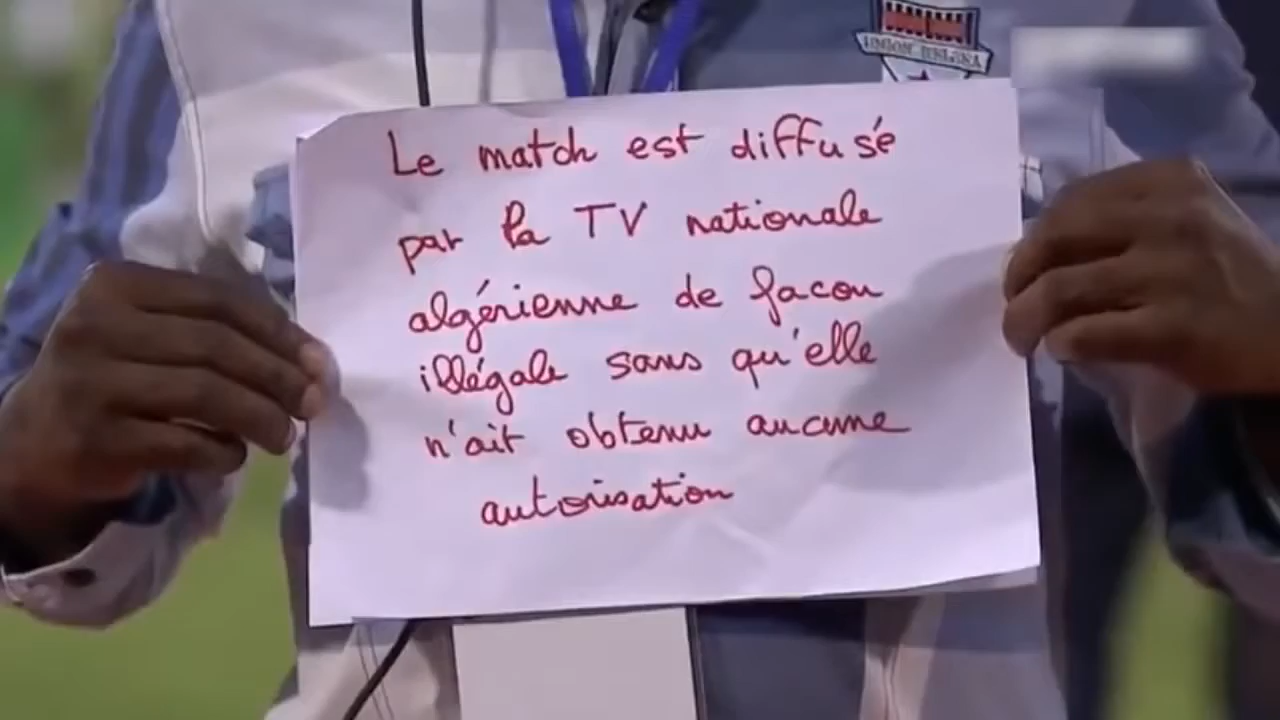 Le match est diffusé
par la TV nationale
algérienne de facon
illégale sans qu'elle
n'ait obtenu aucune
autorisation